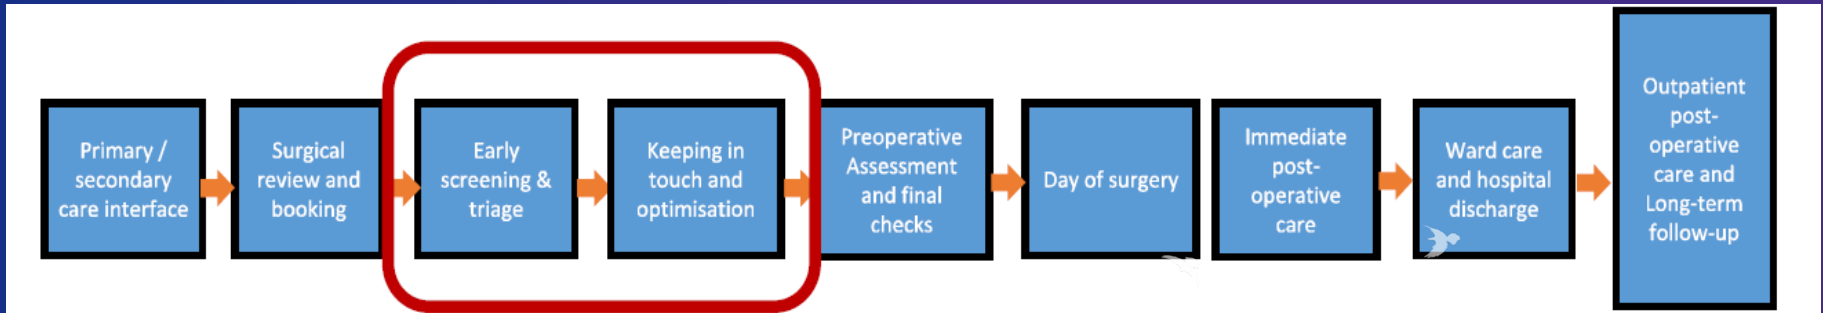 Primary /
secondary
care interface
Surgical
review and
booking
Early
screening &
triage
Keeping in
touch and
optimisation
Preoperative
Assessment
and final
checks
Day of surgery
Immediate
post-
operative
care
Ward care
and hospital
discharge
Outpatient
post-
operative
care and
Long-term
follow-up